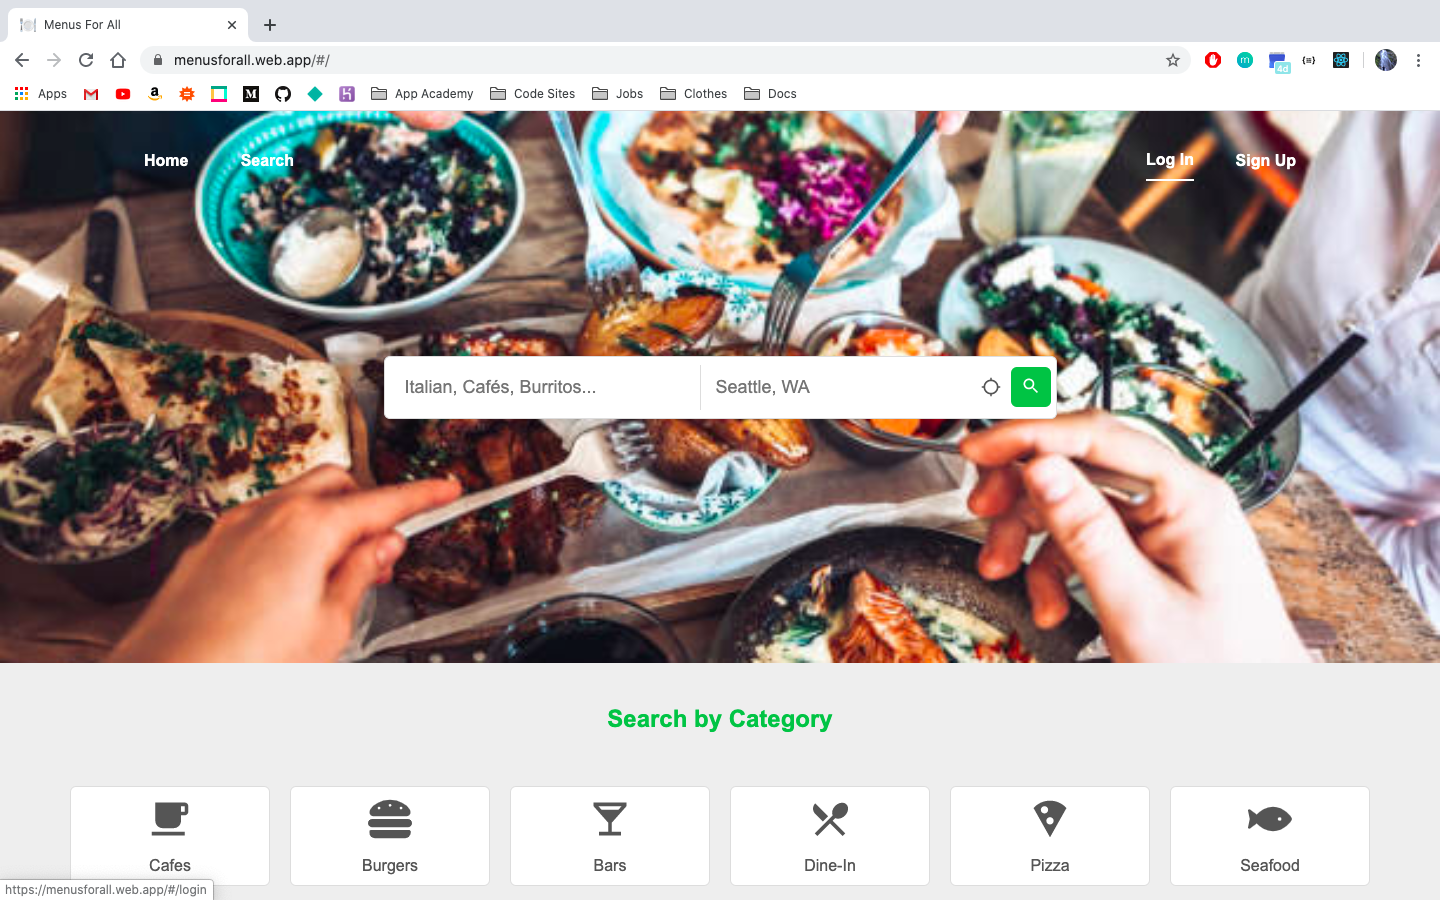 Menus For All
menusforall.web.app/#/
4d
Apps
App Academy
Code Sites
Jobs
Clothes
Docs
Home
Search
Log In
Sign Up
Italian, Cafés, Burritos...
Seattle, WA
Search by Category
Cafes
Burgers
Bars
Dine-In
Pizza
Seafood
https://menusforall.web.app/#/login